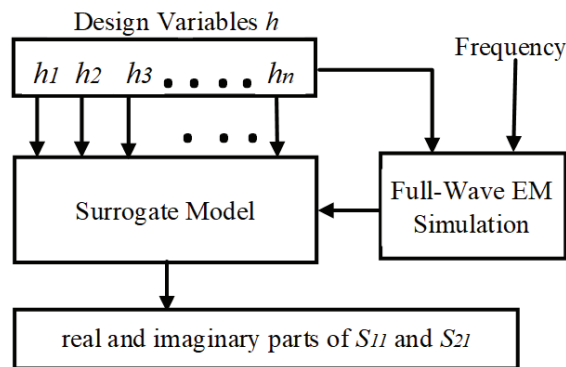 Design Variables h
Frequency
h1 h2 h3 . . . . hn
. . .
Surrogate Model
Full-Wave EM
Simulation
real and imaginary parts of S11 and S21